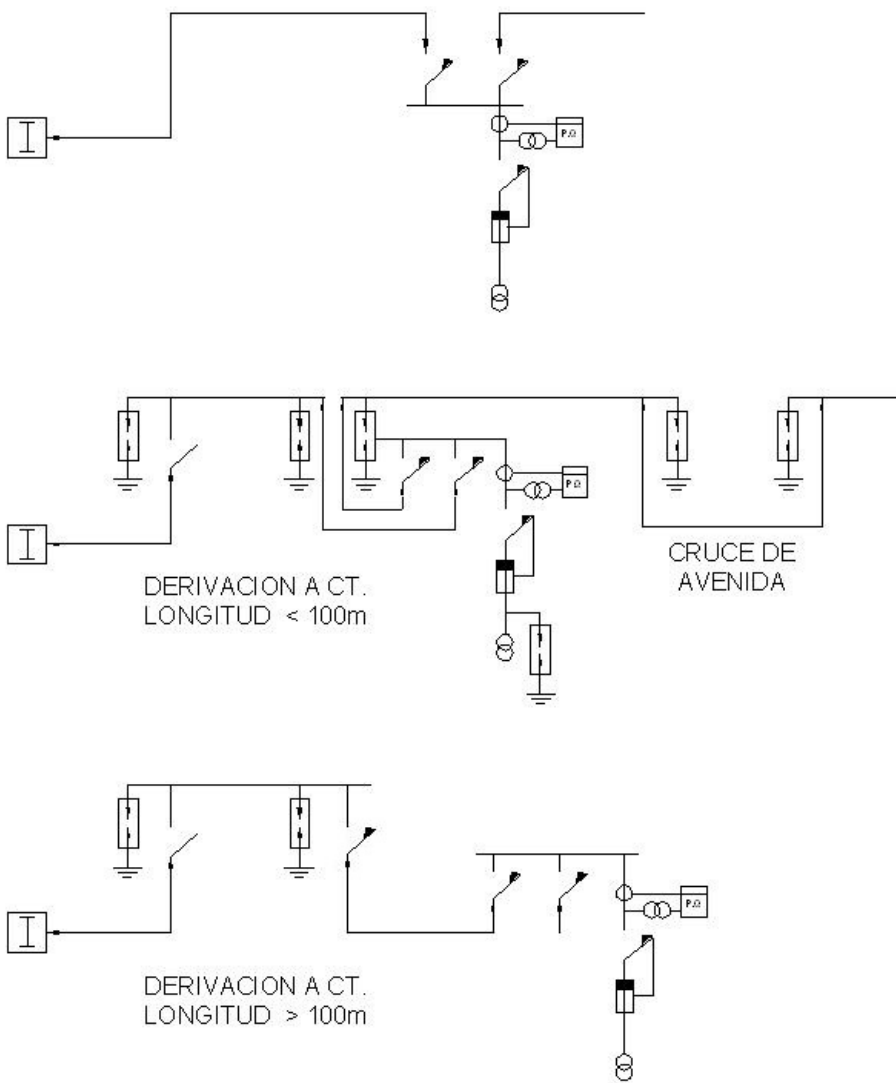 P.Ω
P.Ω
DERIVACION A CT.
LONGITUD < 100m
CRUCE DE
AVENIDA
P.Ω
DERIVACION A CT.
LONGITUD > 100m